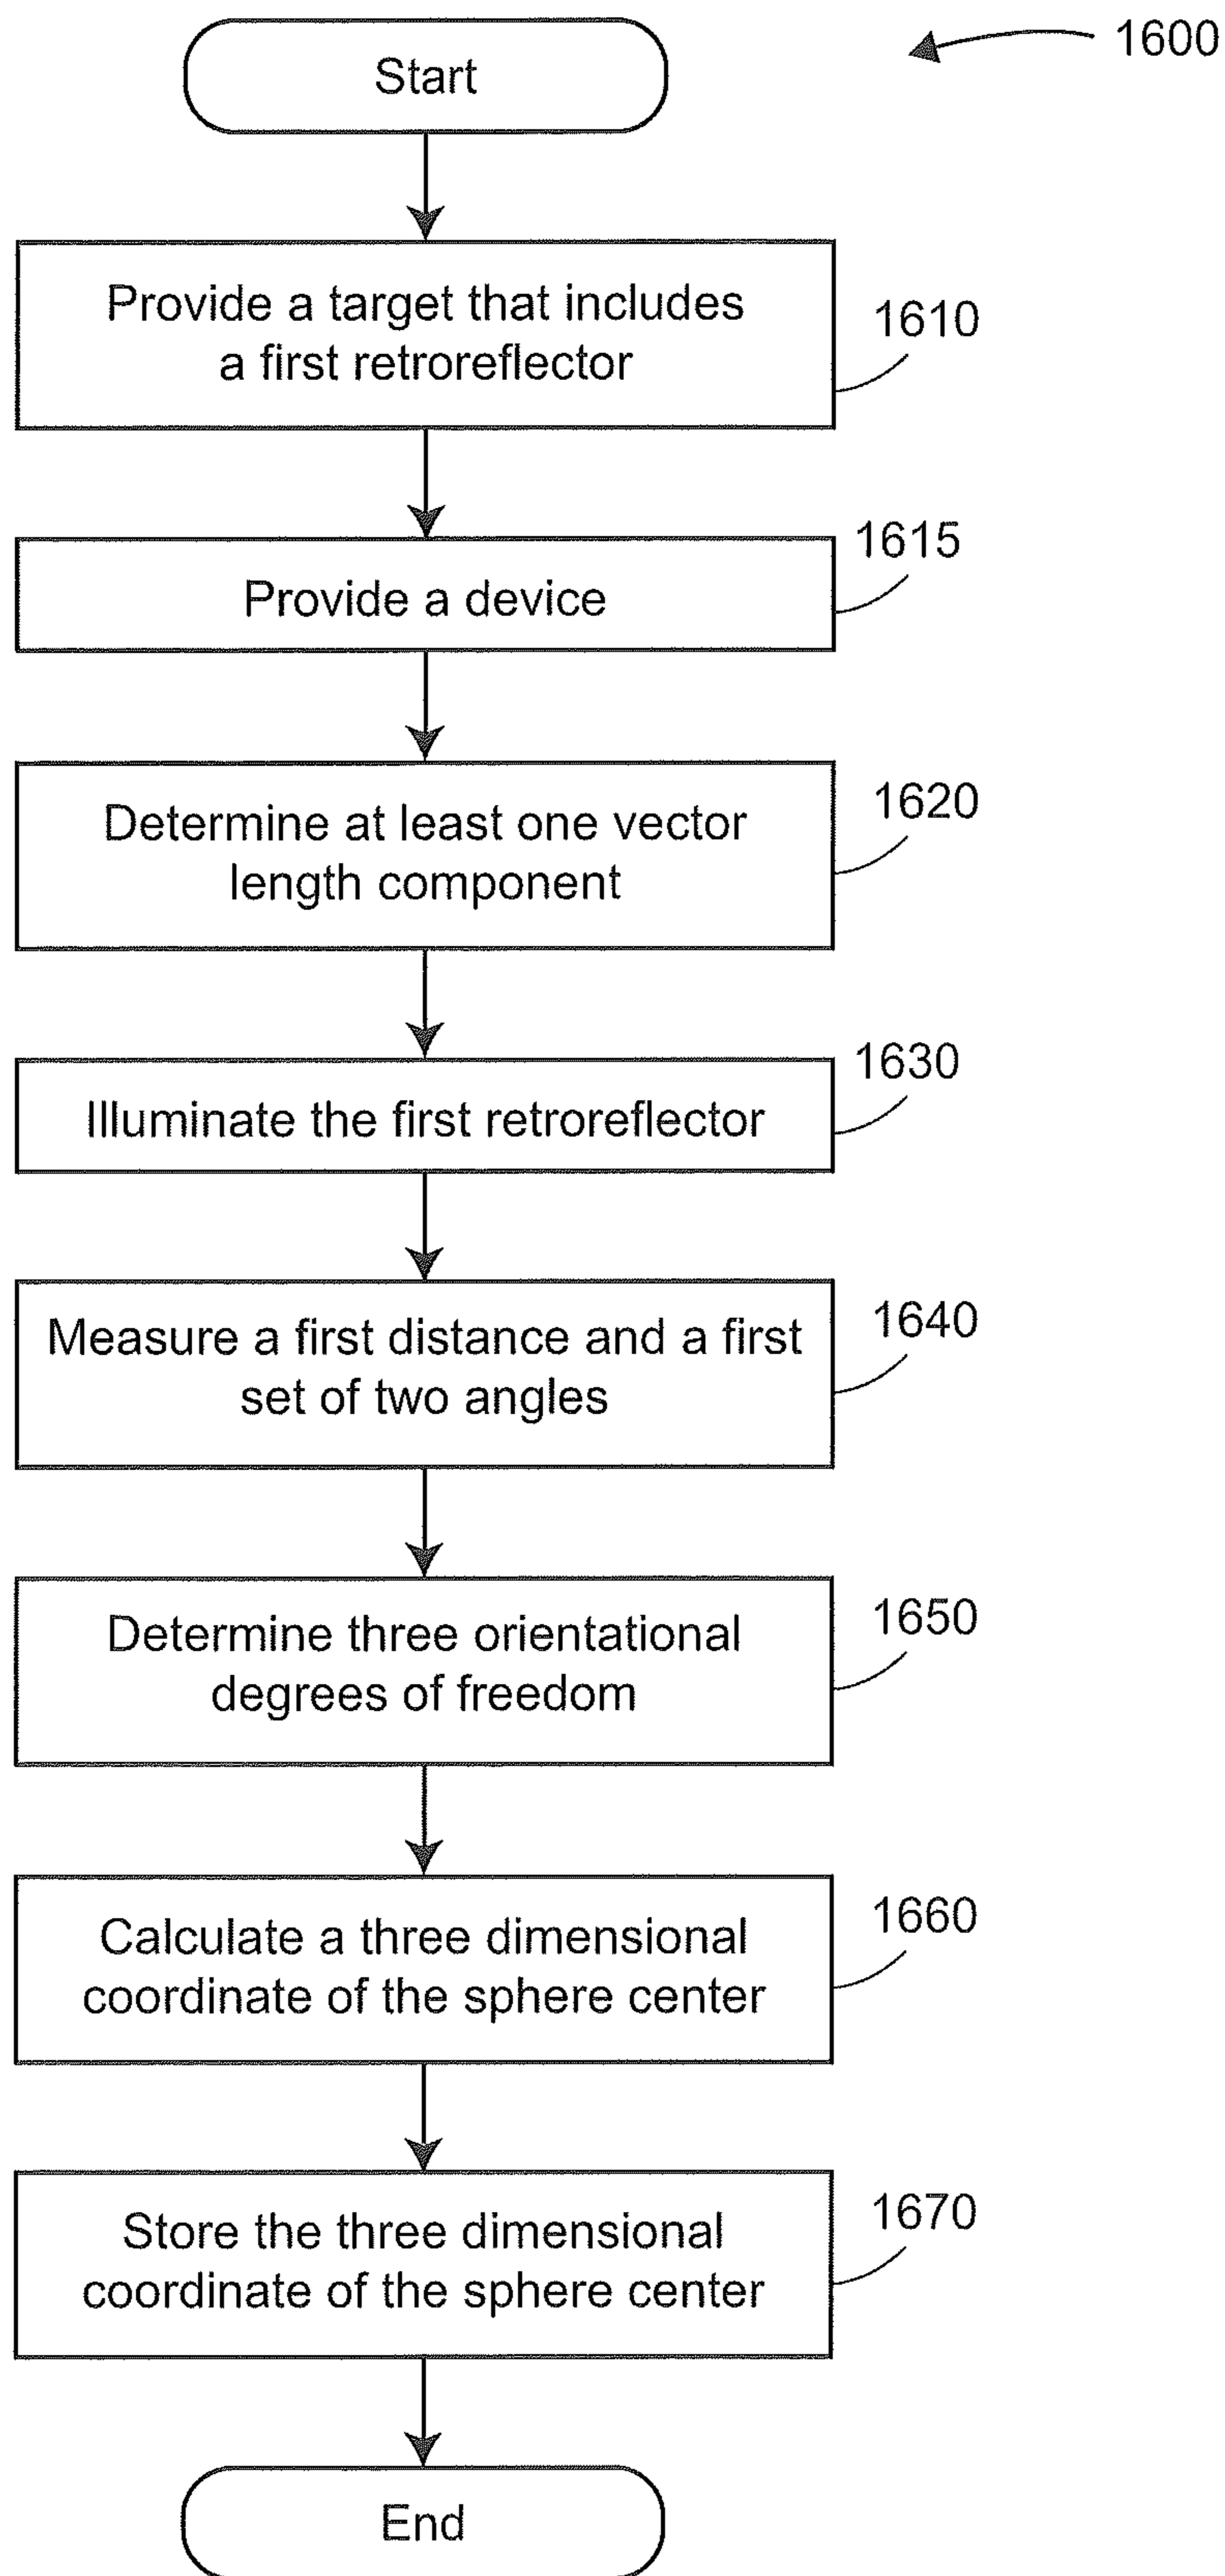 Start
1600
Provide a target that includes
a first retroreflector
1610
Provide a device
1615
Determine at least one vector
length component
1620
Illuminate the first retroreflector
1630
Measure a first distance and a first
set of two angles
1640
Determine three orientational
degrees of freedom
1650
Calculate a three dimensional
coordinate of the sphere center
1660
Store the three dimensional
coordinate of the sphere center
1670
End